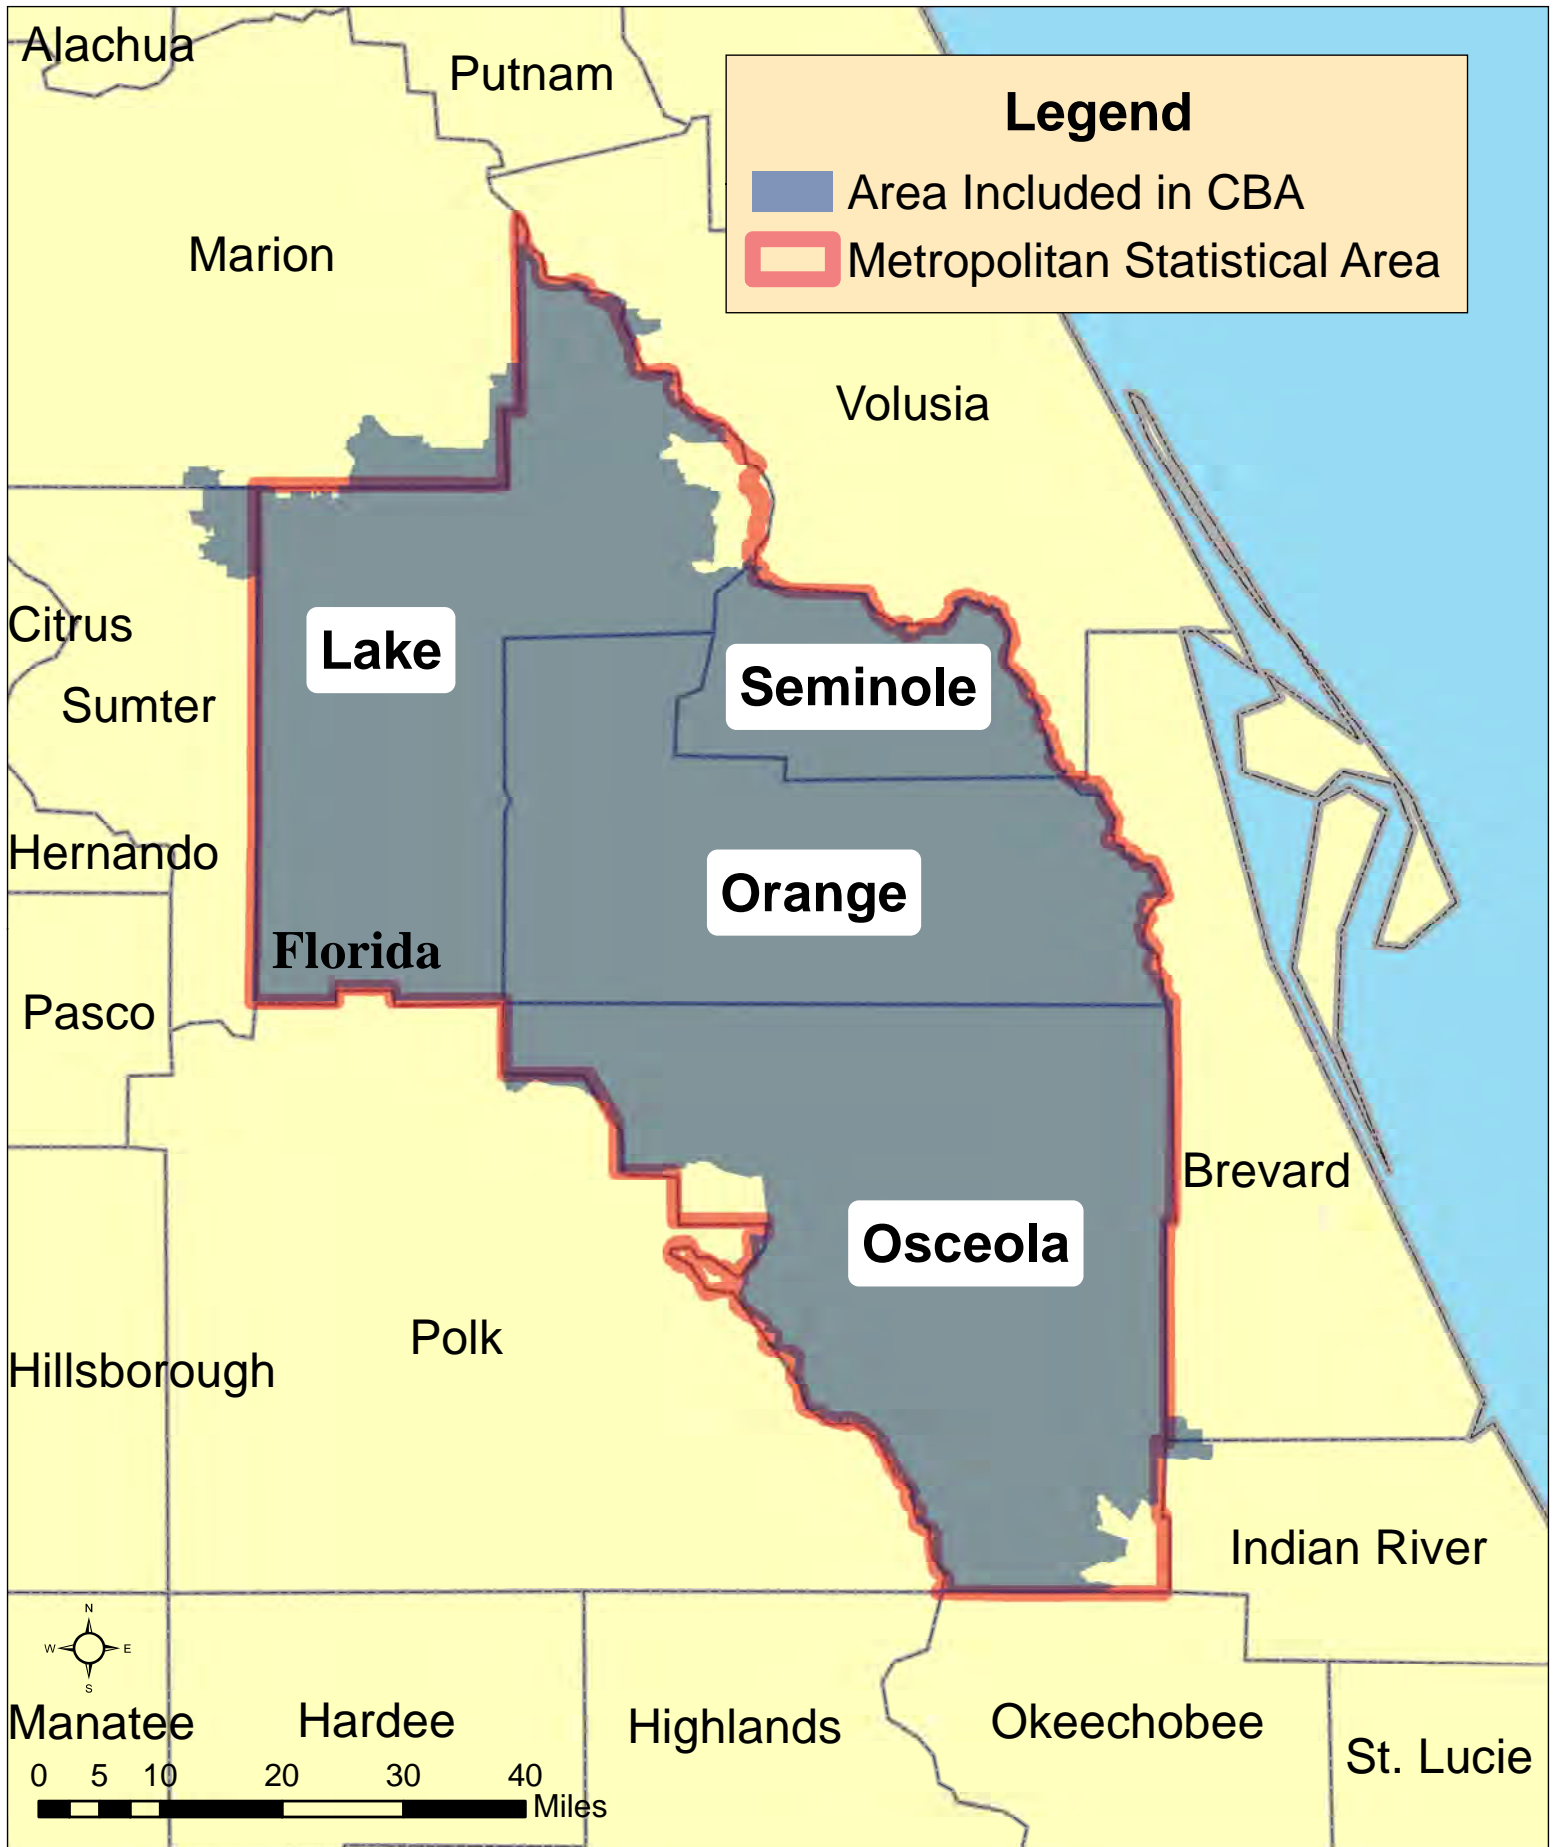 Alachua
Putnam
Legend
Area Included in CBA
Metropolitan Statistical Area
Marion
Volusia
Citrus
Lake
Seminole
Sumter
Hernando
Orange
Florida
Pasco
Brevard
Osceola
Polk
Hillsborough
Indian River
N
W E
S
Manatee
Hardee
Highlands
Okeechobee
St. Lucie
0 5 10 20 30 40
Miles